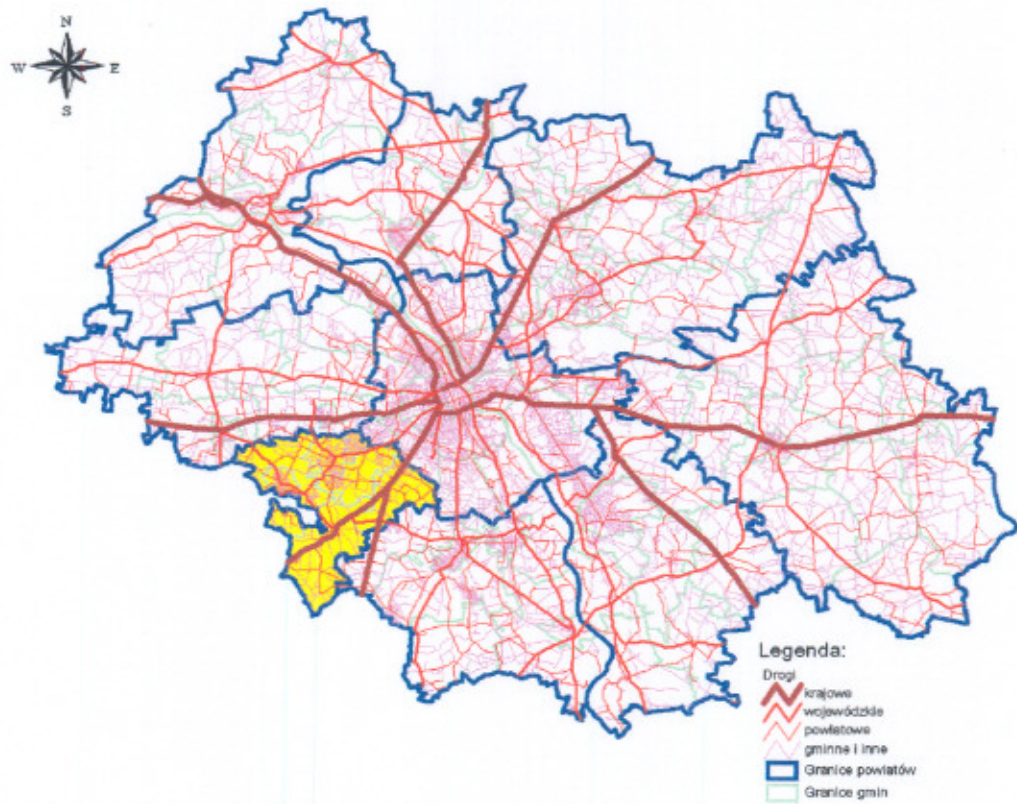 N
W E
S
Legenda:
Drogi
krajowe
wojewódzkie
powiatowe
gminne i inne
Granice powiatów
Granice gmin